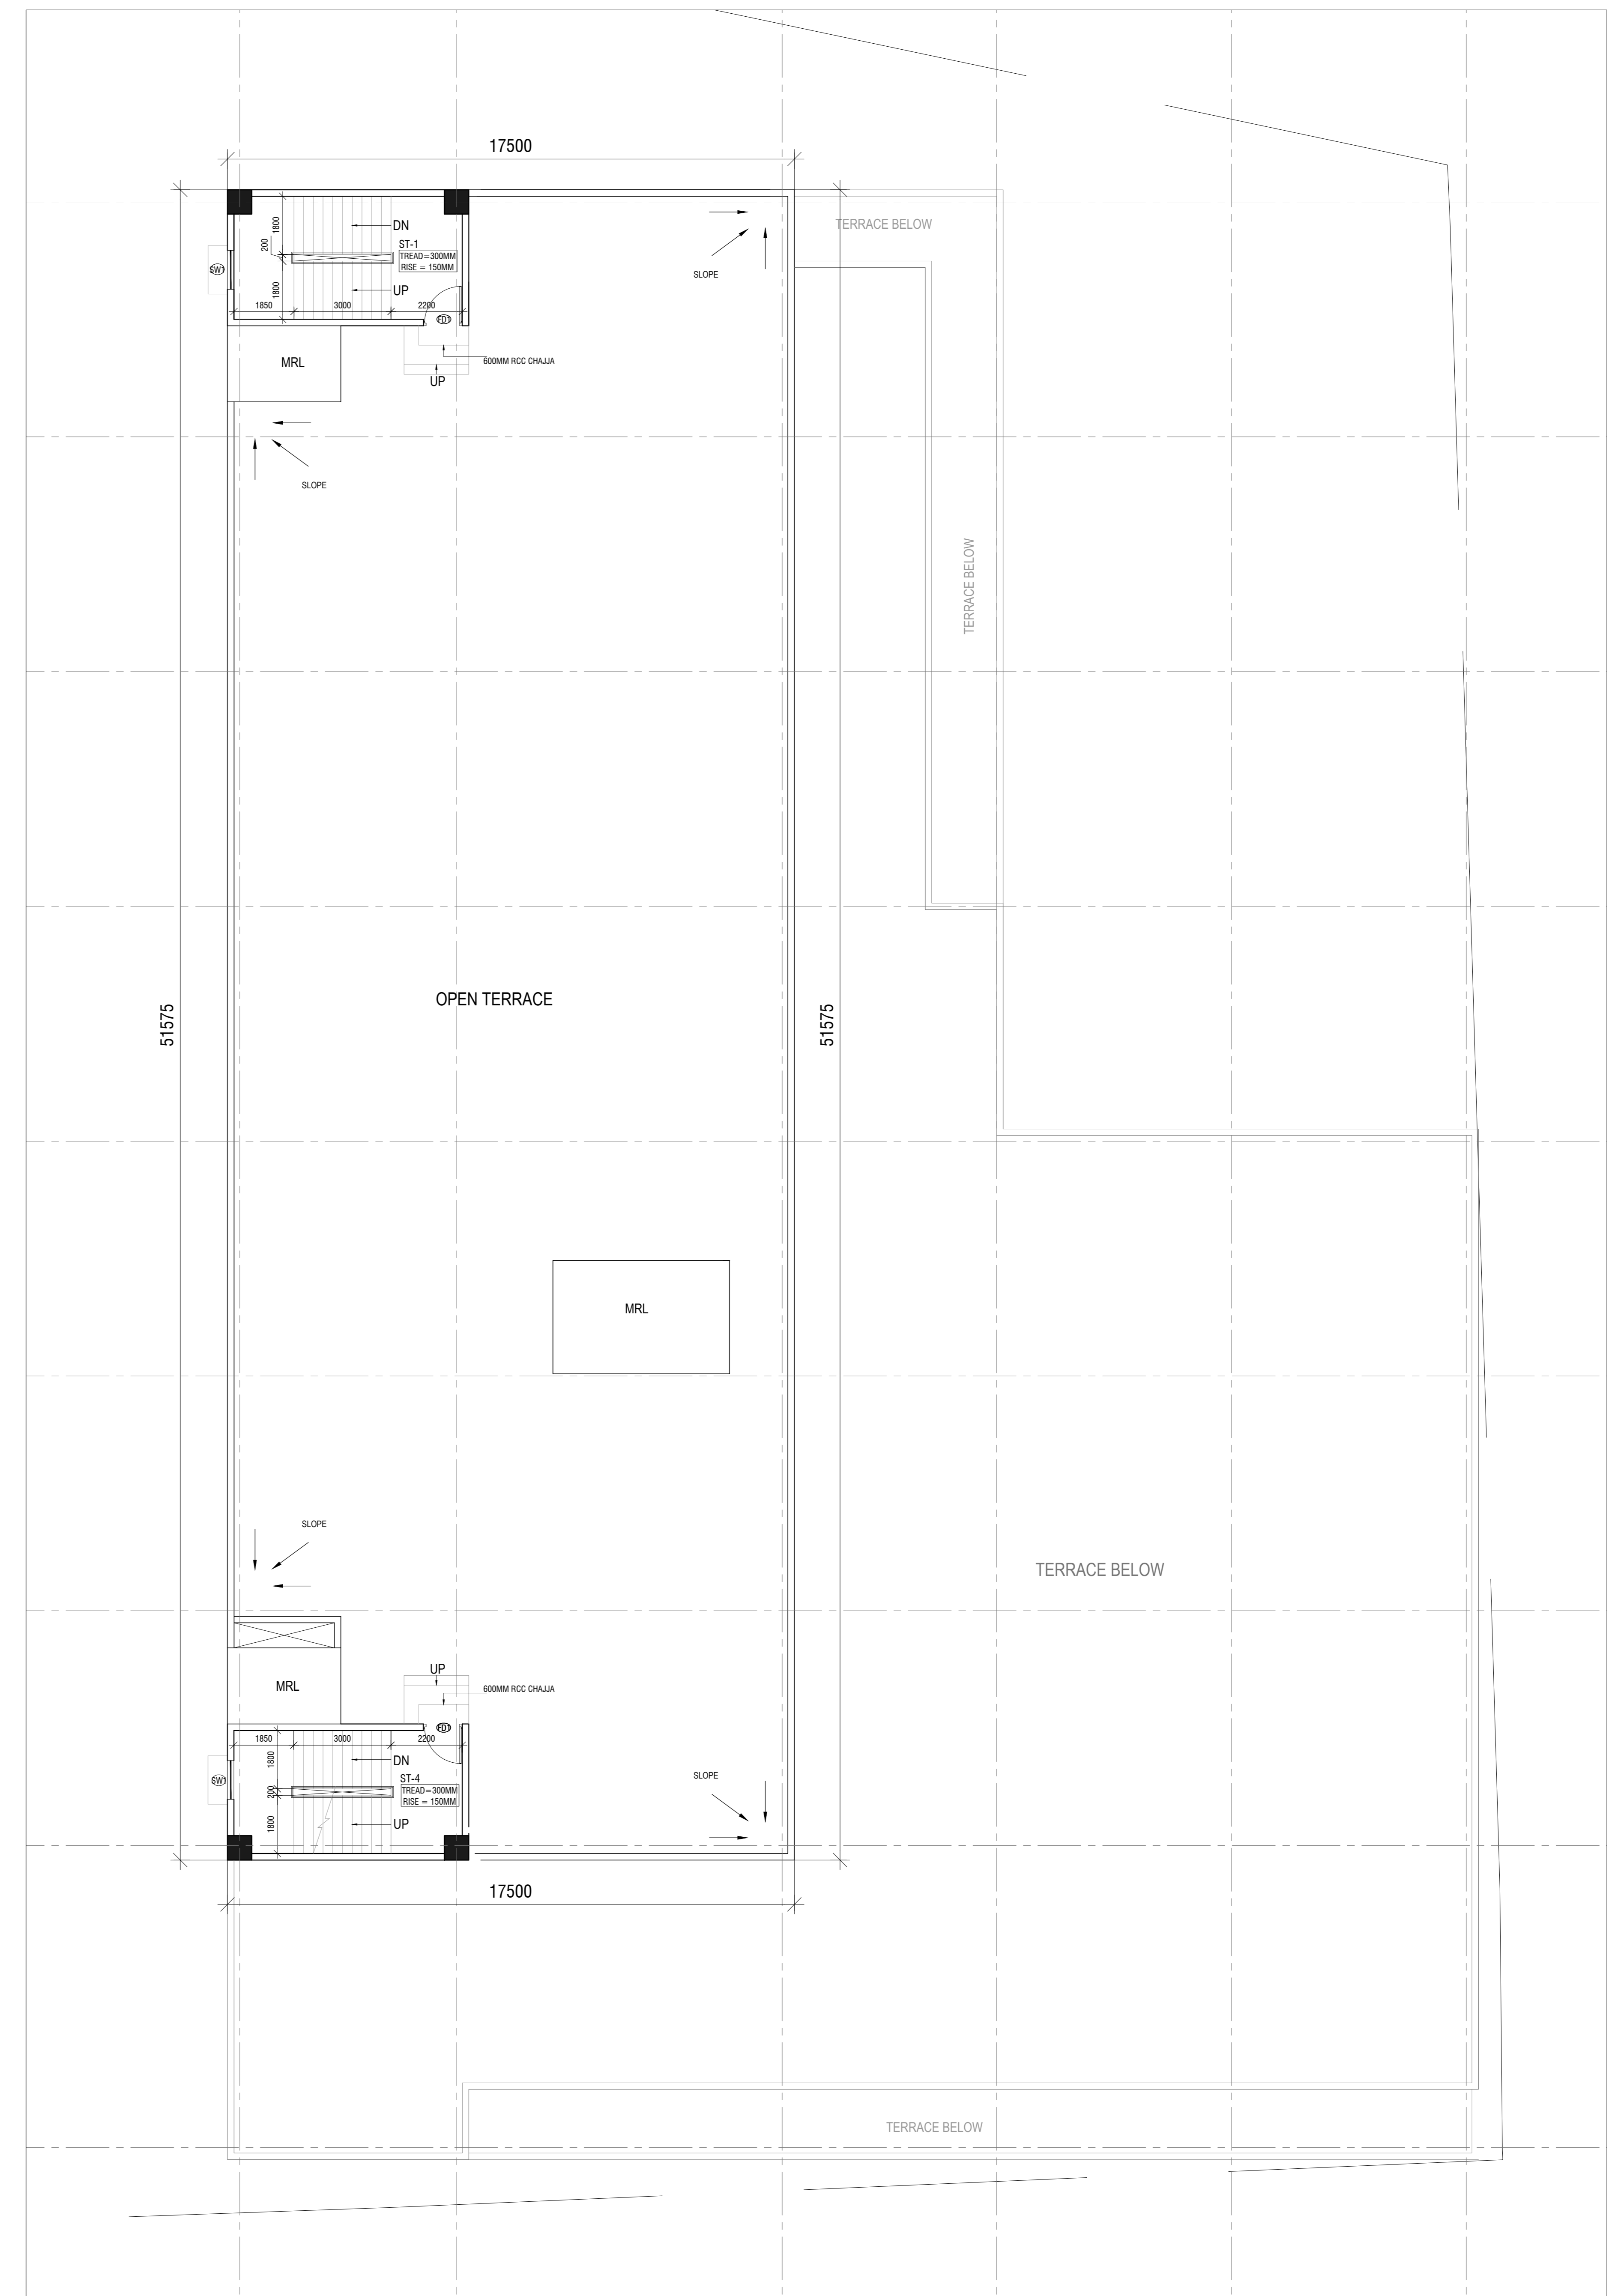 17500
TERRACE BELOW
1800
200
DN
ST-1
TREAD=300MM
RISE = 150MM
SW1
SLOPE
1800
UP
1850
3000
2200
FD1
MRL
600MM RCC CHAJJA
UP
SLOPE
TERRACE BELOW
OPEN TERRACE
51575
51575
MRL
SLOPE
TERRACE BELOW
UP
MRL
600MM RCC CHAJJA
FD1
1850
3000
2200
1800
DN
SW1
ST-4
200
TREAD=300MM
RISE = 150MM
SLOPE
1800
UP
17500
TERRACE BELOW